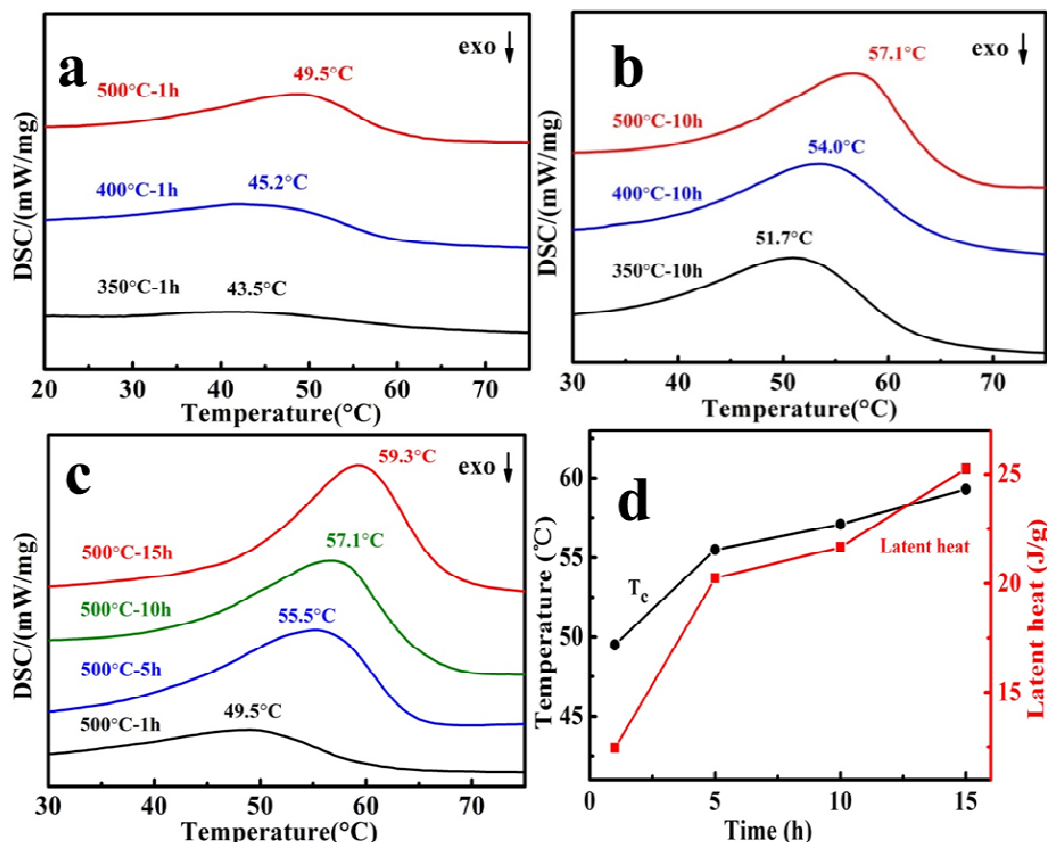 a
exo ↓
500°C-1h
49.5°C
400°C-1h
45.2°C
350°C-1h
43.5°C
DSC/(mW/mg)
20 30 40 50 60 70
Temperature(°C)
b
exo ↓
57.1°C
500°C-10h
54.0°C
400°C-10h
51.7°C
350°C-10h
DSC/(mW/mg)
30 40 50 60 70
Temperature(°C)
c
exo ↓
59.3°C
500°C-15h
57.1°C
500°C-10h
55.5°C
500°C-5h
49.5°C
500°C-1h
DSC/(mW/mg)
30 40 50 60 70
Temperature(°C)
d
60
55
50
45
Temperature (℃)
Tc
Latent heat
25
20
15
Latent heat (J/g)
0 5 10 15
Time (h)